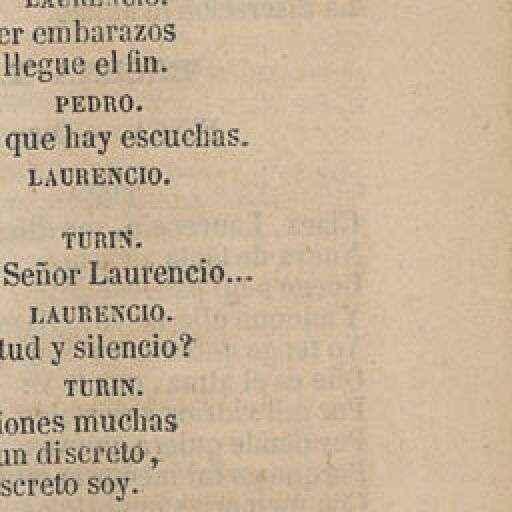 LAURENCIO.
er embarazos
llegue el fin.
PEDRO.
que hay escuchas.
LAURENCIO.
TURIN.
Señor Laurencio...
LAURENCIO.
tud y silencio?
TURIN.
iones muchas
un discreto,
screto soy.